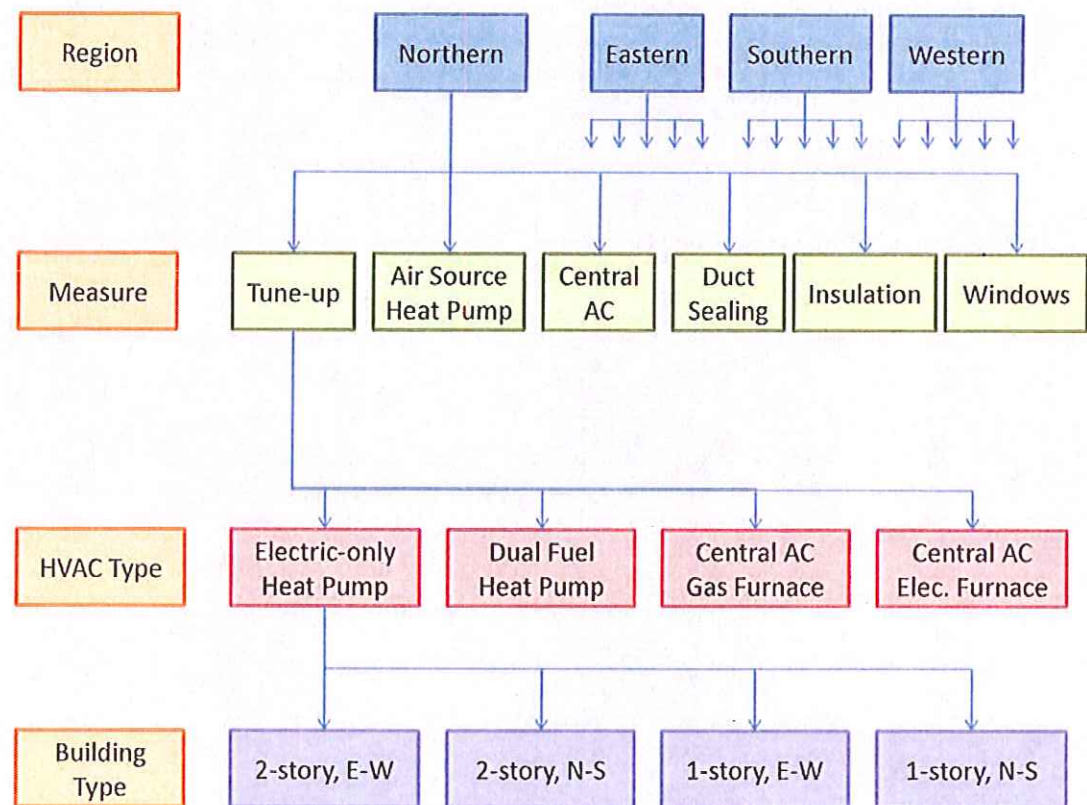 Region
Northern
Eastern
Southern
Western
Measure
Tune-up
Air Source
Heat Pump
Central
AC
Duct
Sealing
Insulation
Windows
HVAC Type
Electric-only
Heat Pump
Dual Fuel
Heat Pump
Central AC
Gas Furnace
Central AC
Elec. Furnace
Building
Type
2-story, E-W
2-story, N-S
1-story, E-W
1-story, N-S